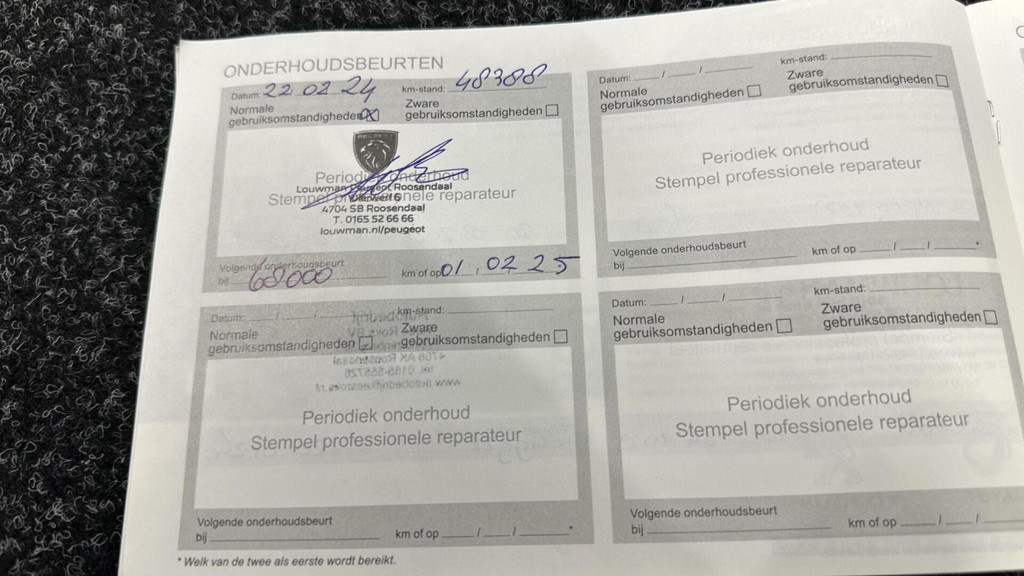 ONDERHOUDSBEURTEN
Datum: 22 02 24 km-stand: 48388
Normale gebruiksomstandigheden Zware gebruiksomstandigheden
PEUGEOT
Periodiek onderhoud
Stempel professionele reparateur
Louwman Peugeot Roosendaal
4704 SB Roosendaal
T. 0165 52 66 66
louwman.nl/peugeot
Volgende onderhoudsbeurt
bij 68000 km of op 01 02 25
Datum: / / km-stand:
Normale gebruiksomstandigheden Zware gebruiksomstandigheden
Periodiek onderhoud
Stempel professionele reparateur
Volgende onderhoudsbeurt
bij km of op / / *
* Welk van de twee als eerste wordt bereikt.
Datum: / / km-stand:
Normale gebruiksomstandigheden Zware gebruiksomstandigheden
Periodiek onderhoud
Stempel professionele reparateur
Volgende onderhoudsbeurt
bij km of op / / *
Datum: / / km-stand:
Normale gebruiksomstandigheden Zware gebruiksomstandigheden
Periodiek onderhoud
Stempel professionele reparateur
Volgende onderhoudsbeurt
bij km of op / /